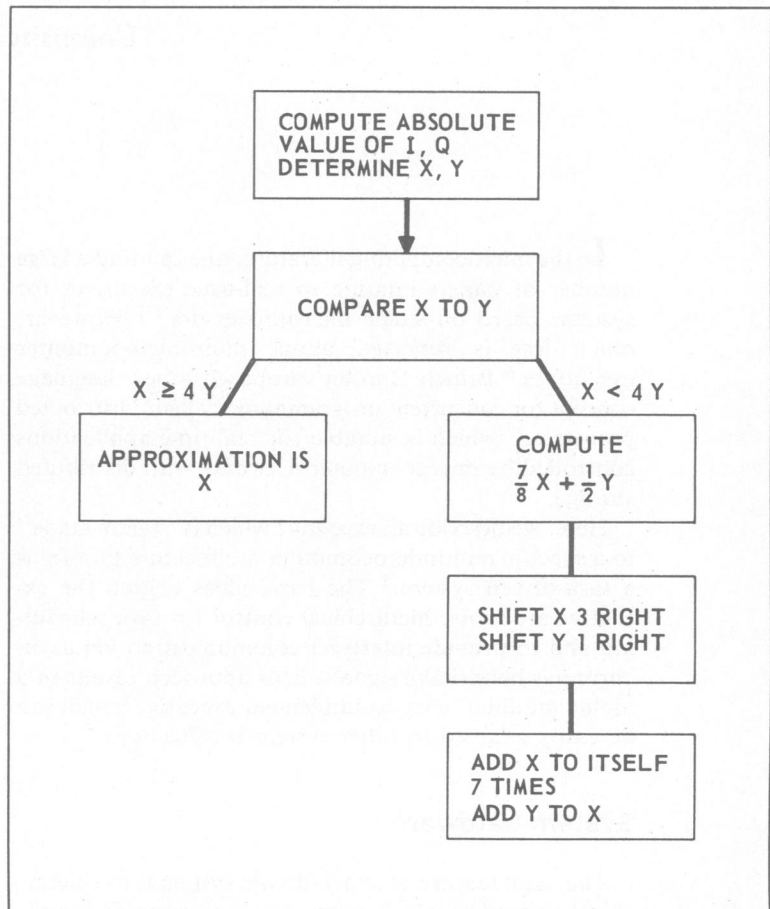 COMPUTE ABSOLUTE
VALUE OF I, Q
DETERMINE X, Y
COMPARE X TO Y
X ≤ 4 Y
X < 4 Y
APPROXIMATION IS
X
COMPUTE
7/8 X + 1/2 Y
SHIFT X 3 RIGHT
SHIFT Y 1 RIGHT
ADD X TO ITSELF
7 TIMES
ADD Y TO X